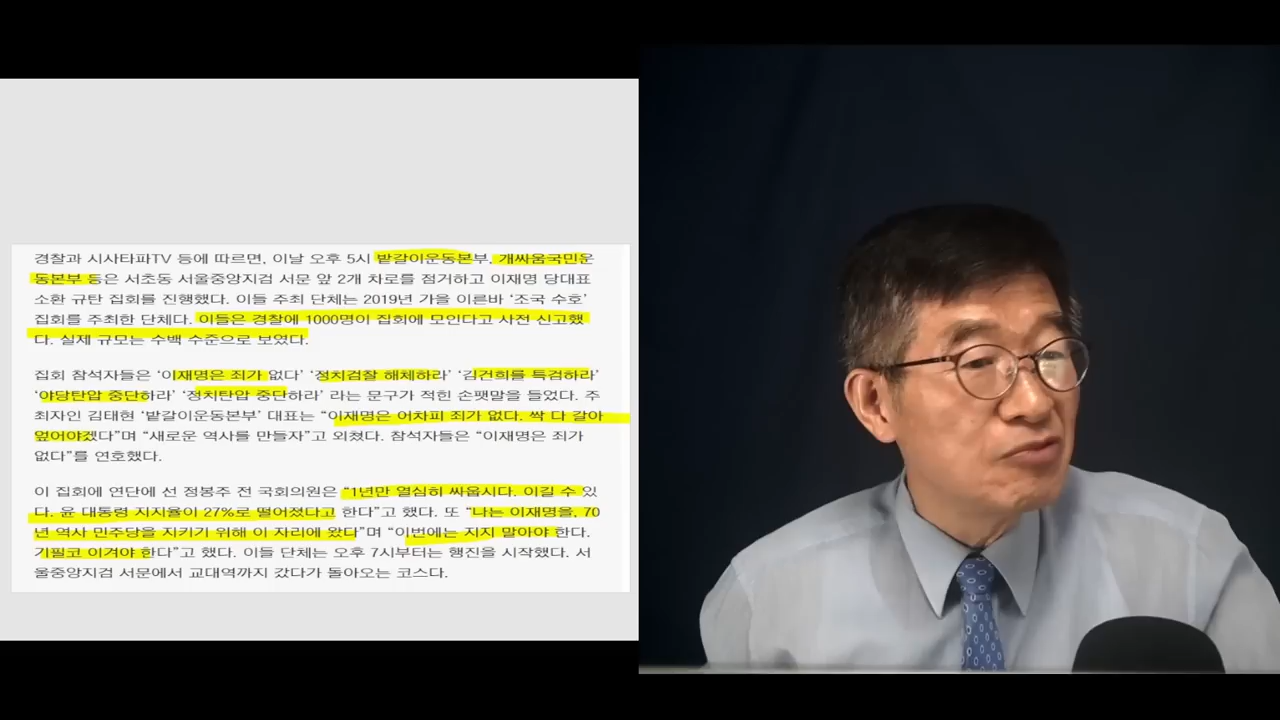 경찰과 시사타파TV 등에 따르면, 이날 오후 5시 밭갈이운동본부, 개싸움국민운
동본부 등은 서초동 서울중앙지검 서문 앞 2개 차로를 점거하고 이재명 당대표
소환 규탄 집회를 진행했다. 이들 주최 단체는 2019년 가을 이른바 ‘조국 수호’
집회를 주최한 단체다. 이들은 경찰에 1000명이 집회에 모인다고 사전 신고했
다. 실제 규모는 수백 수준으로 보였다.
집회 참석자들은 ‘이재명은 죄가 없다’ ‘정치검찰 해체하라’ ‘김건희를 특검하라’
‘야당탄압 중단하라’ ‘정치탄압 중단하라’ 라는 문구가 적힌 손팻말을 들었다. 주
최자인 김태현 ‘밭갈이운동본부’ 대표는 “이재명은 어차피 죄가 없다. 싹 다 갈아
엎어야겠다”며 “새로운 역사를 만들자”고 외쳤다. 참석자들은 “이재명은 죄가
없다”를 연호했다.
이 집회에 연단에 선 정봉주 전 국회의원은 “1년만 열심히 싸웁시다. 이길 수 있
다. 윤 대통령 지지율이 27%로 떨어졌다고 한다”고 했다. 또 “나는 이재명을, 70
년 역사 민주당을 지키기 위해 이 자리에 왔다”며 “이번에는 지지 말아야 한다.
기필코 이겨야 한다”고 했다. 이들 단체는 오후 7시부터는 행진을 시작했다. 서
울중앙지검 서문에서 교대역까지 갔다가 돌아오는 코스다.